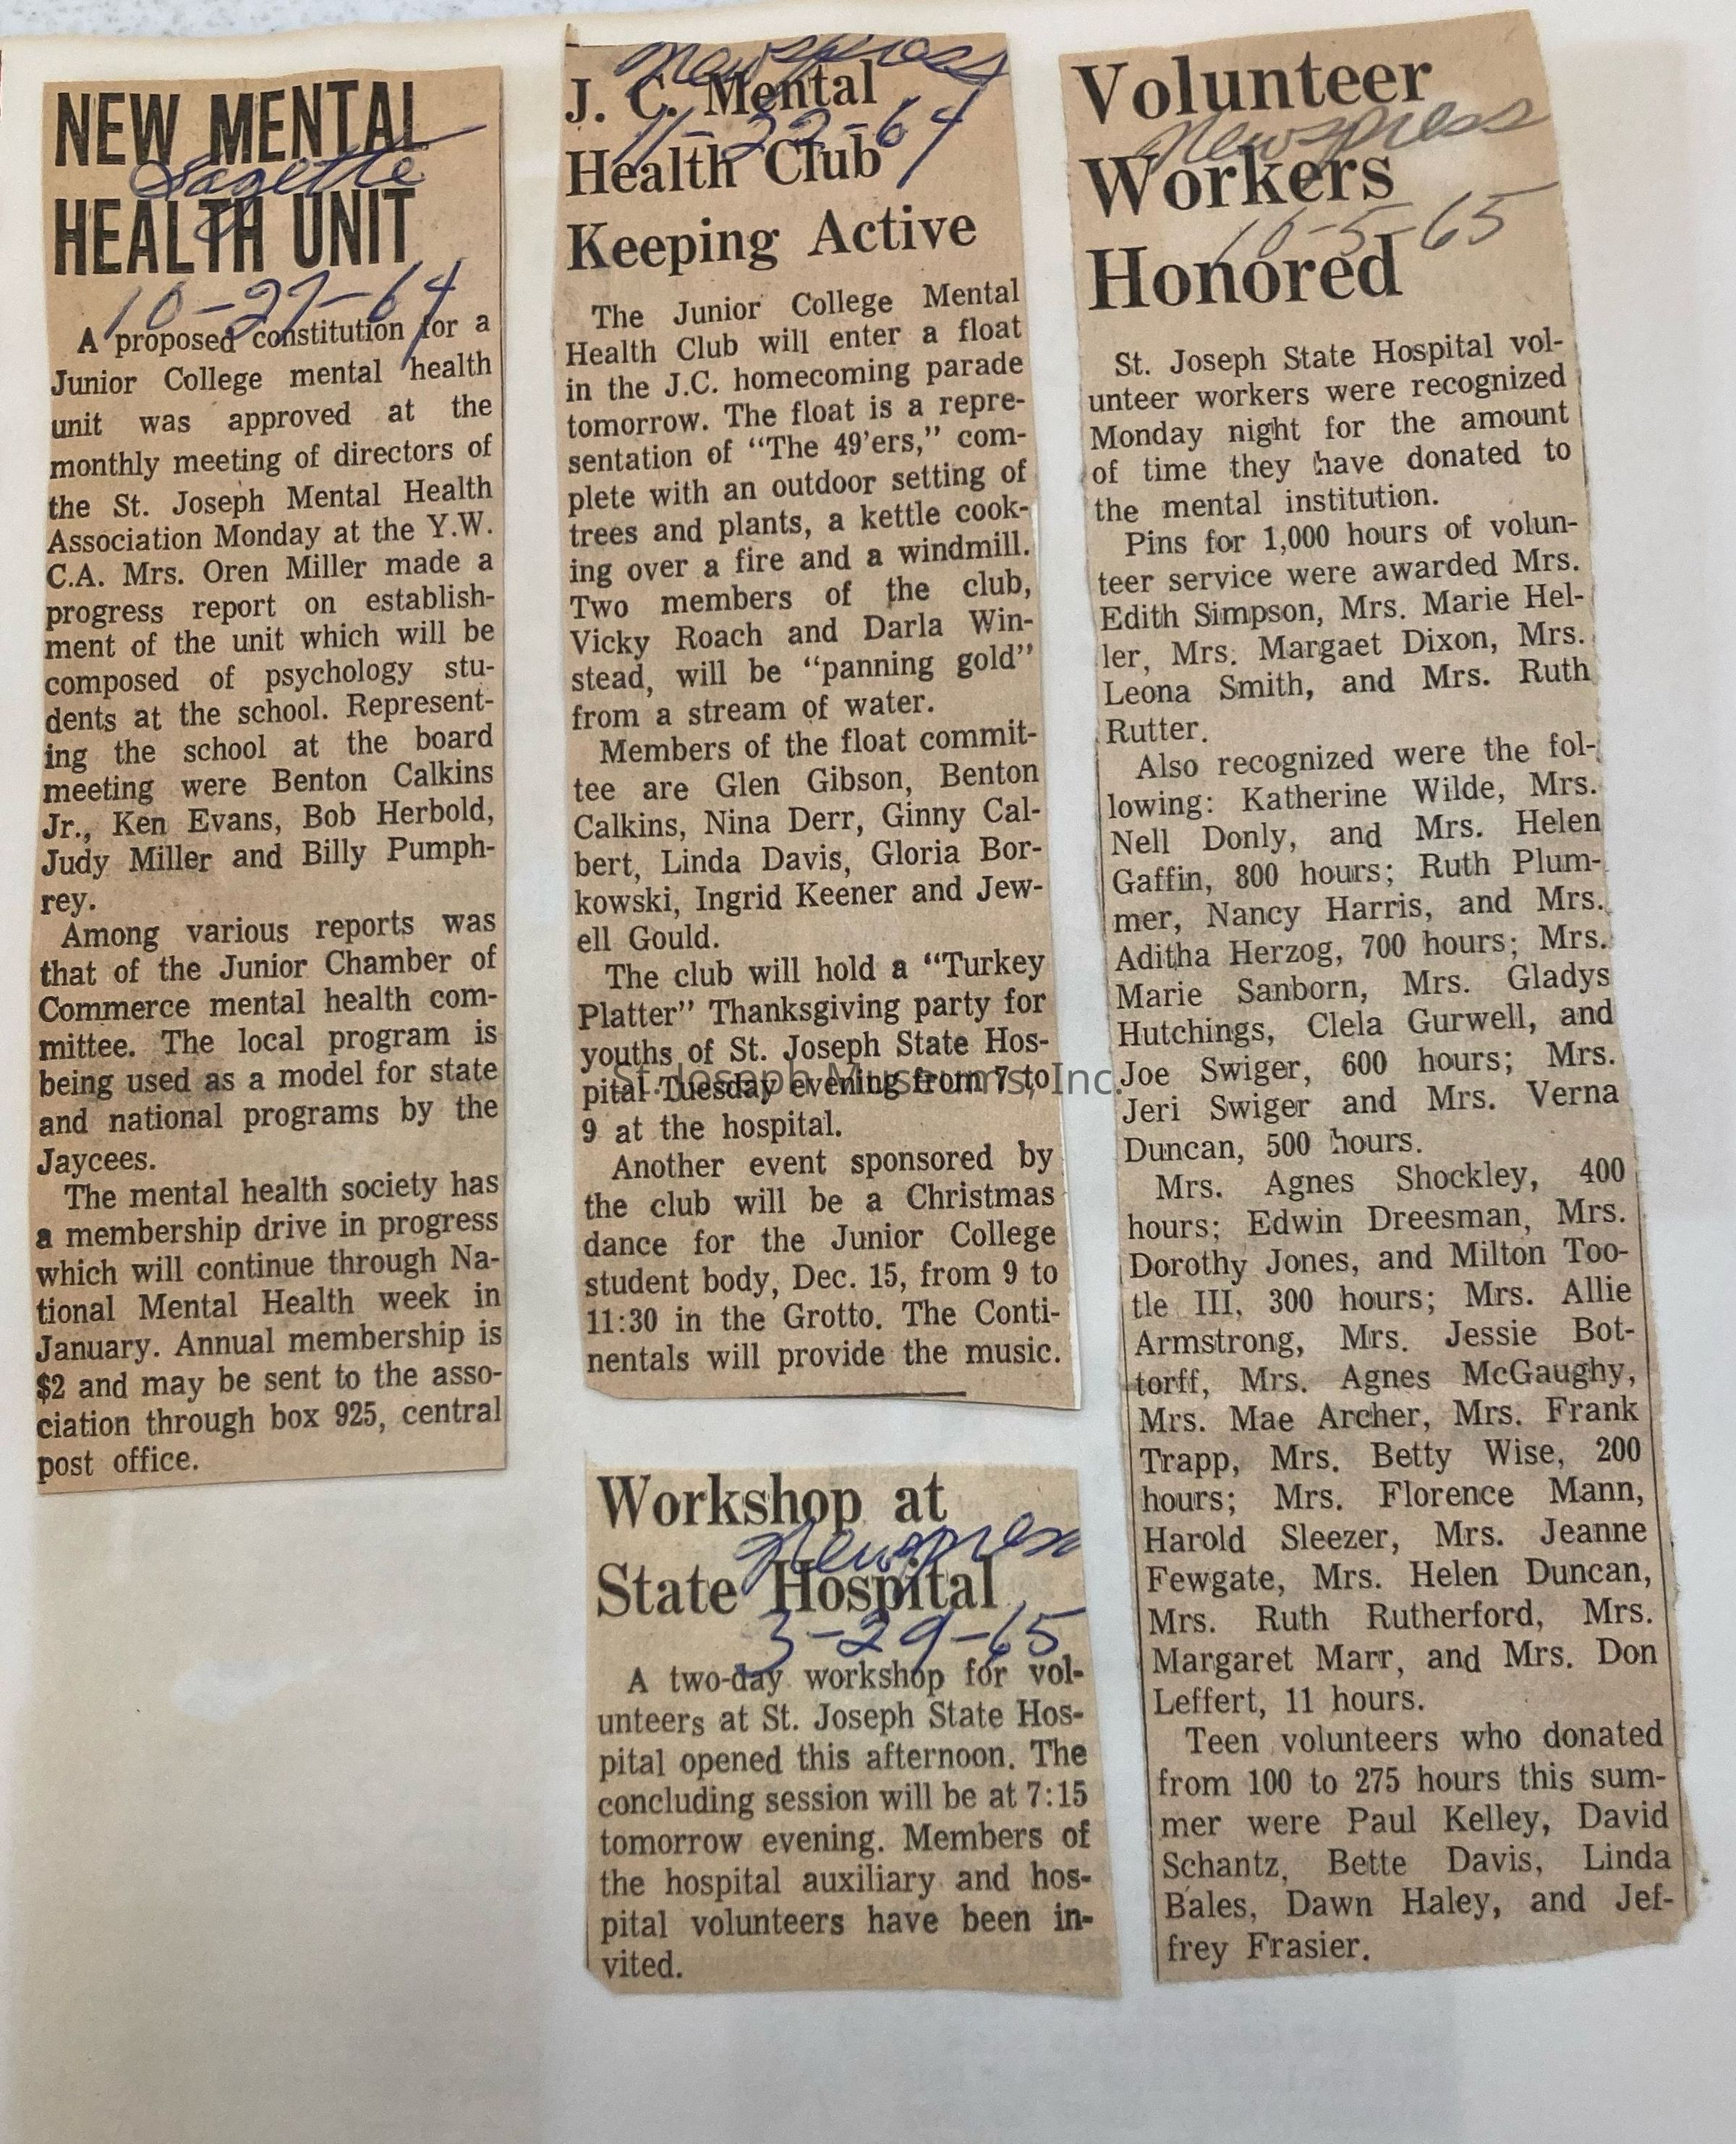 NEW MENTAL
Gazette
HEALTH UNIT
10-27-64
A proposed constitution for a
Junior College mental health
unit was approved at the
monthly meeting of directors of
the St. Joseph Mental Health
Association Monday at the Y.W.
C.A. Mrs. Oren Miller made a
progress report on establish-
ment of the unit which will be
composed of psychology stu-
dents at the school. Represent-
ing the school at the board
meeting were Benton Calkins
Jr., Ken Evans, Bob Herbold,
Judy Miller and Billy Pumph-
rey.
Among various reports was
that of the Junior Chamber of
Commerce mental health com-
mittee. The local program is
being used as a model for state
and national programs by the
Jaycees.
The mental health society has
a membership drive in progress
which will continue through Na-
tional Mental Health week in
January. Annual membership is
$2 and may be sent to the asso-
ciation through box 925, central
post office.
Newspress
J. C. Mental
11-22-64
Health Club
Keeping Active
The Junior College Mental
Health Club will enter a float
in the J.C. homecoming parade
tomorrow. The float is a repre-
sentation of "The 49'ers," com-
plete with an outdoor setting of
trees and plants, a kettle cook-
ing over a fire and a windmill.
Two members of the club,
Vicky Roach and Darla Win-
stead, will be "panning gold"
from a stream of water.
Members of the float commit-
tee are Glen Gibson, Benton
Calkins, Nina Derr, Ginny Cal-
bert, Linda Davis, Gloria Bor-
kowski, Ingrid Keener and Jew-
ell Gould.
The club will hold a "Turkey
Platter" Thanksgiving party for
youths of St. Joseph State Hos-
pital Tuesday evening from 7 to
9 at the hospital.
Another event sponsored by
the club will be a Christmas
dance for the Junior College
student body, Dec. 15, from 9 to
11:30 in the Grotto. The Conti-
nentals will provide the music.
St. Joseph Museums, Inc.
Workshop at
Newspress
State Hospital
3-29-65
A two-day workshop for vol-
unteers at St. Joseph State Hos-
pital opened this afternoon. The
concluding session will be at 7:15
tomorrow evening. Members of
the hospital auxiliary and hos-
pital volunteers have been in-
vited.
Volunteer
Newspress
Workers
10-5-65
Honored
St. Joseph State Hospital vol-
unteer workers were recognized
Monday night for the amount
of time they have donated to
the mental institution.
Pins for 1,000 hours of volun-
teer service were awarded Mrs.
Edith Simpson, Mrs. Marie Hel-
ler, Mrs. Margaet Dixon, Mrs.
Leona Smith, and Mrs. Ruth
Rutter.
Also recognized were the fol-
lowing: Katherine Wilde, Mrs.
Nell Donly, and Mrs. Helen
Gaffin, 800 hours; Ruth Plum-
mer, Nancy Harris, and Mrs.
Aditha Herzog, 700 hours; Mrs.
Marie Sanborn, Mrs. Gladys
Hutchings, Clela Gurwell, and
Joe Swiger, 600 hours; Mrs.
Jeri Swiger and Mrs. Verna
Duncan, 500 hours.
Mrs. Agnes Shockley, 400
hours; Edwin Dreesman, Mrs.
Dorothy Jones, and Milton Too-
tle III, 300 hours; Mrs. Allie
Armstrong, Mrs. Jessie Bot-
torff, Mrs. Agnes McGaughy,
Mrs. Mae Archer, Mrs. Frank
Trapp, Mrs. Betty Wise, 200
hours; Mrs. Florence Mann,
Harold Sleezer, Mrs. Jeanne
Fewgate, Mrs. Helen Duncan,
Mrs. Ruth Rutherford, Mrs.
Margaret Marr, and Mrs. Don
Leffert, 11 hours.
Teen volunteers who donated
from 100 to 275 hours this sum-
mer were Paul Kelley, David
Schantz, Bette Davis, Linda
Bales, Dawn Haley, and Jef-
frey Frasier.